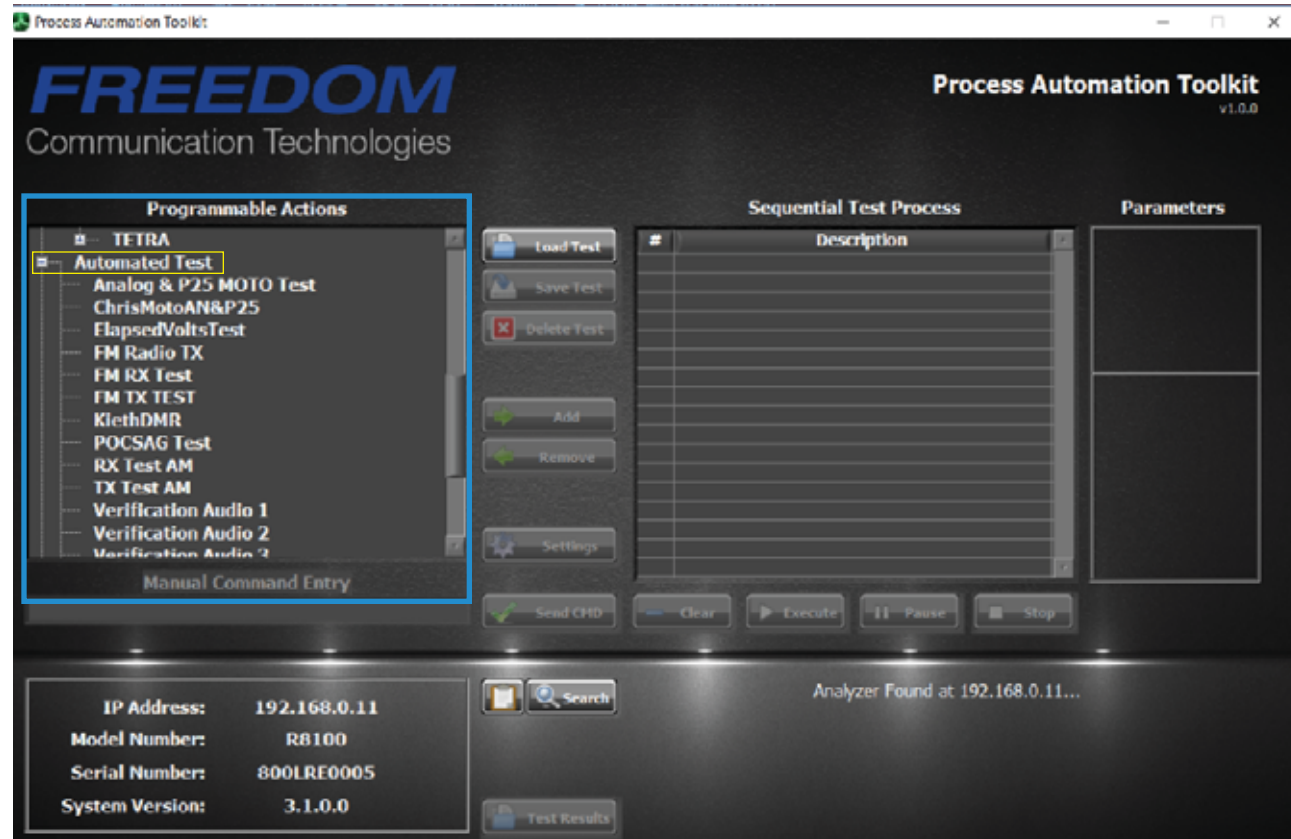 Process Automation Toolkit
FREEDOM
Communication Technologies
Process Automation Toolkit
v1.0.0
Programmable Actions
TETRA
Automated Test
Analog & P25 MOTO Test
ChrisMotoAN&P25
ElapsedVoltsTest
FM Radio TX
FM RX Test
FM TX TEST
KiethDMR
POCSAG Test
RX Test AM
TX Test AM
Verification Audio 1
Verification Audio 2
Verification Audio 3
Manual Command Entry
Load Test
Save Test
Delete Test
Add
Remove
Settings
Send CMD
Sequential Test Process
# Description
Parameters
Clear
Execute
Pause
Stop
IP Address: 192.168.0.11
Model Number: R8100
Serial Number: 800LRE0005
System Version: 3.1.0.0
Search
Analyzer Found at 192.168.0.11...
Test Results